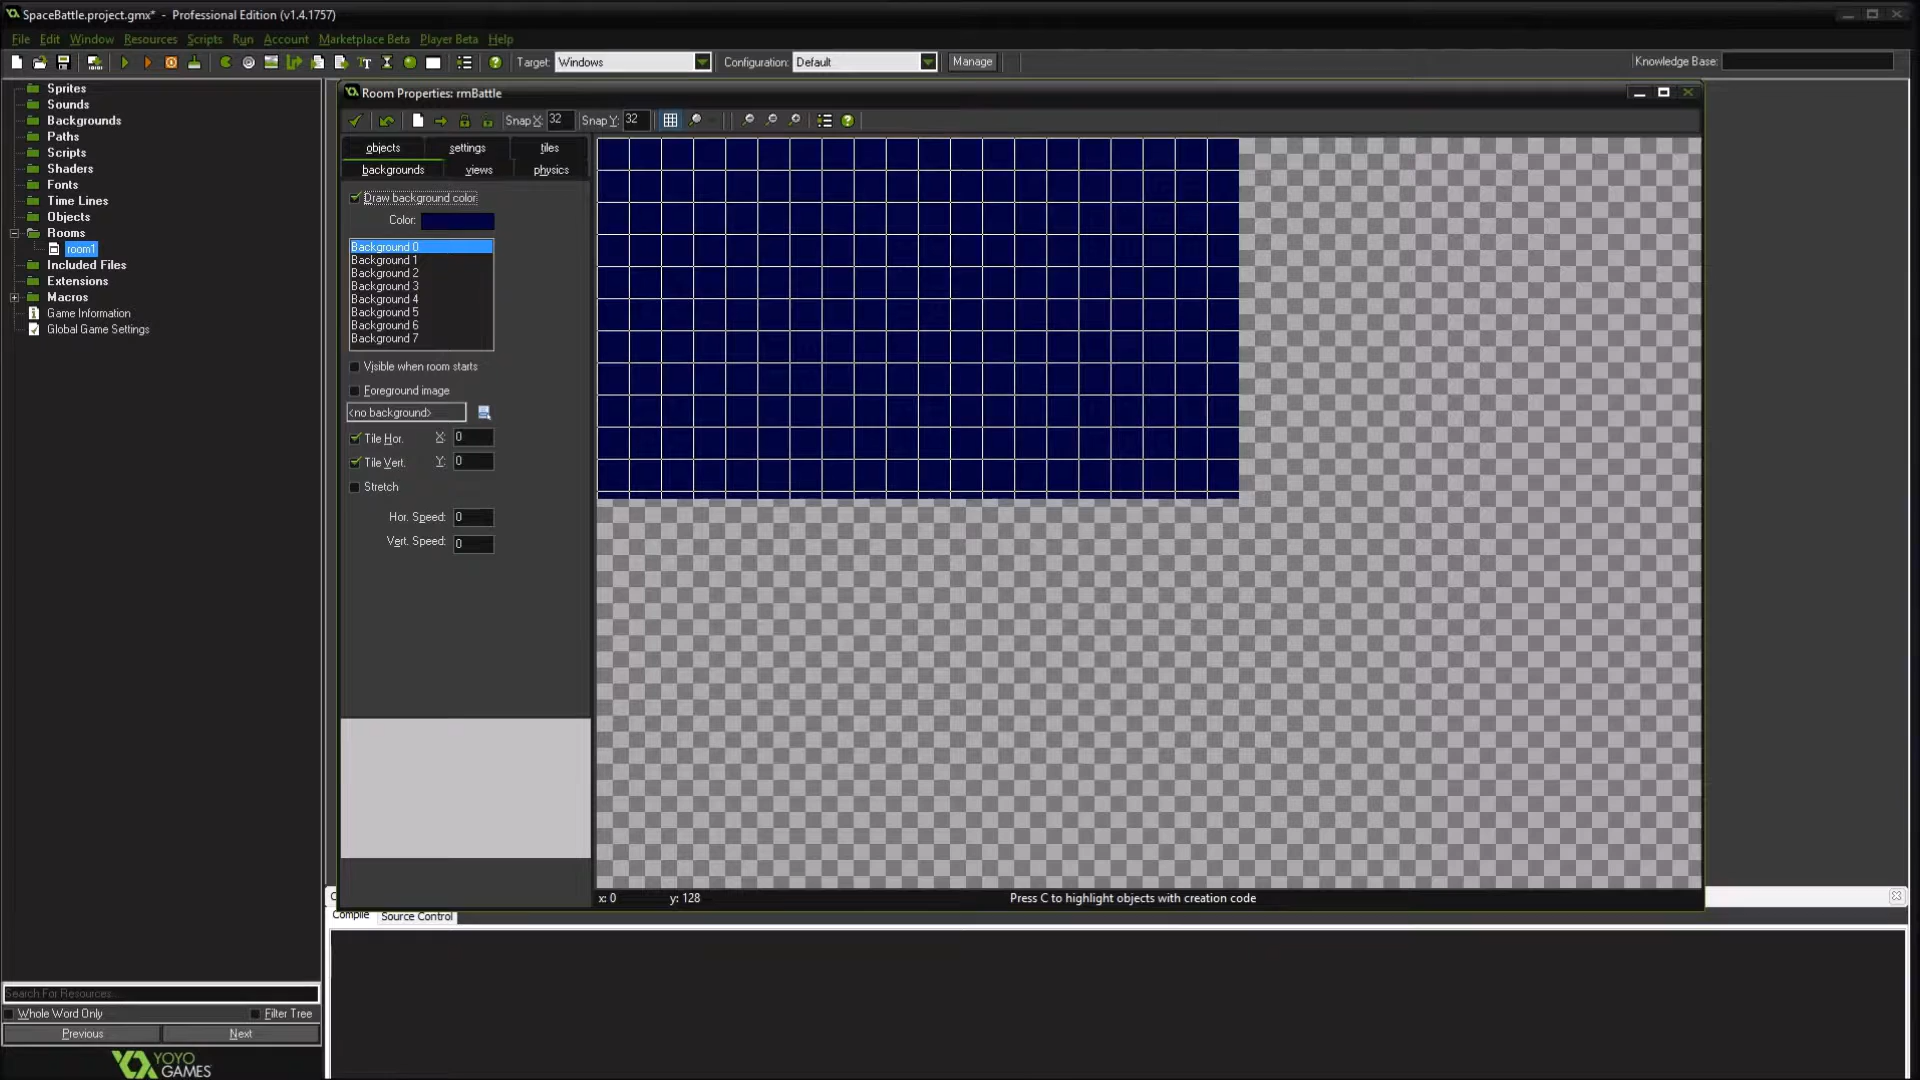 SpaceBattle.project.gmx* - Professional Edition (v1.4.1757)
File Edit Window Resources Scripts Run Account Marketplace Beta Player Beta Help
Target: Windows Configuration: Default Manage Knowledge Base:
Sprites
Sounds
Backgrounds
Paths
Scripts
Shaders
Fonts
Time Lines
Objects
Rooms
room1
Included Files
Extensions
Macros
Game Information
Global Game Settings
Search For Resources...
Whole Word Only Filter Tree
Previous Next
YOYO
GAMES
Room Properties: rmBattle
Snap X: 32 Snap Y: 32
objects settings tiles
backgrounds views physics
Draw background color
Color:
Background 0
Background 1
Background 2
Background 3
Background 4
Background 5
Background 6
Background 7
Visible when room starts
Foreground image
<no background>
Tile Hor. X: 0
Tile Vert. Y: 0
Stretch
Hor. Speed: 0
Vert. Speed: 0
x: 0 y: 128 Press C to highlight objects with creation code
Compile Source Control